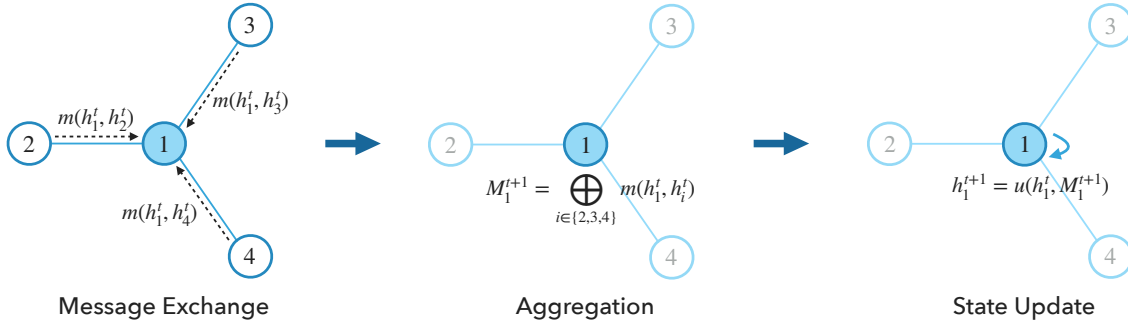 3
m(h_1^t, h_3^t)
m(h_1^t, h_2^t)
2
1
m(h_1^t, h_4^t)
4
Message Exchange
3
2
1
M_1^{t+1} = ⨁_{i∈{2,3,4}} m(h_1^t, h_i^t)
4
Aggregation
3
2
1
h_1^{t+1} = u(h_1^t, M_1^{t+1})
4
State Update